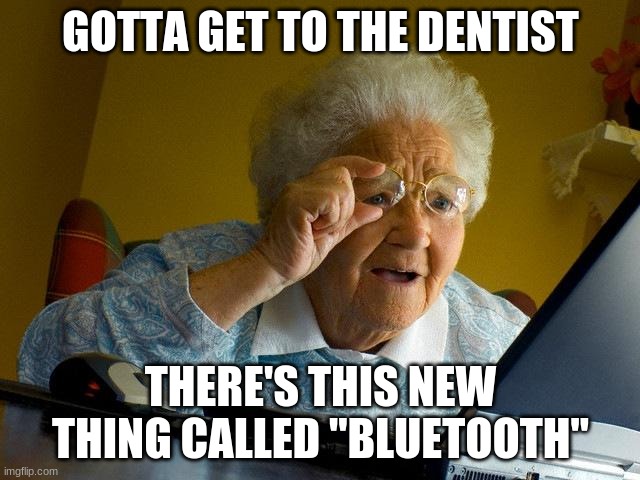 GOTTA GET TO THE DENTIST
THERE'S THIS NEW
THING CALLED "BLUETOOTH"
imgflip.com